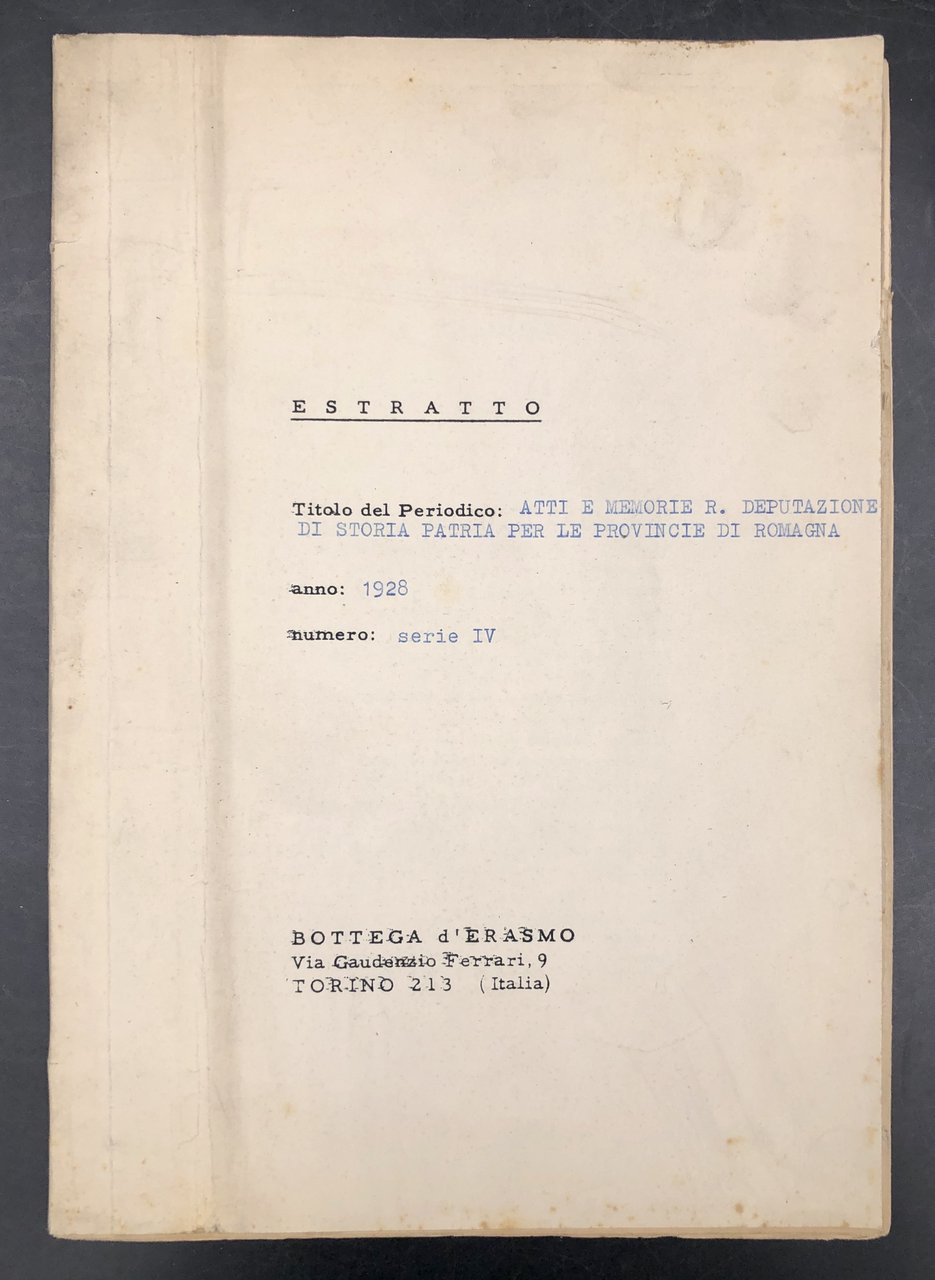 E S T R A T T O
Titolo del Periodico: ATTI E MEMORIE R. DEPUTAZIONE
DI STORIA PATRIA PER LE PROVINCIE DI ROMAGNA
anno: 1928
numero: serie IV
BOTTEGA d'ERASMO
Via Gaudenzio Ferrari, 9
TORINO 213 (Italia)